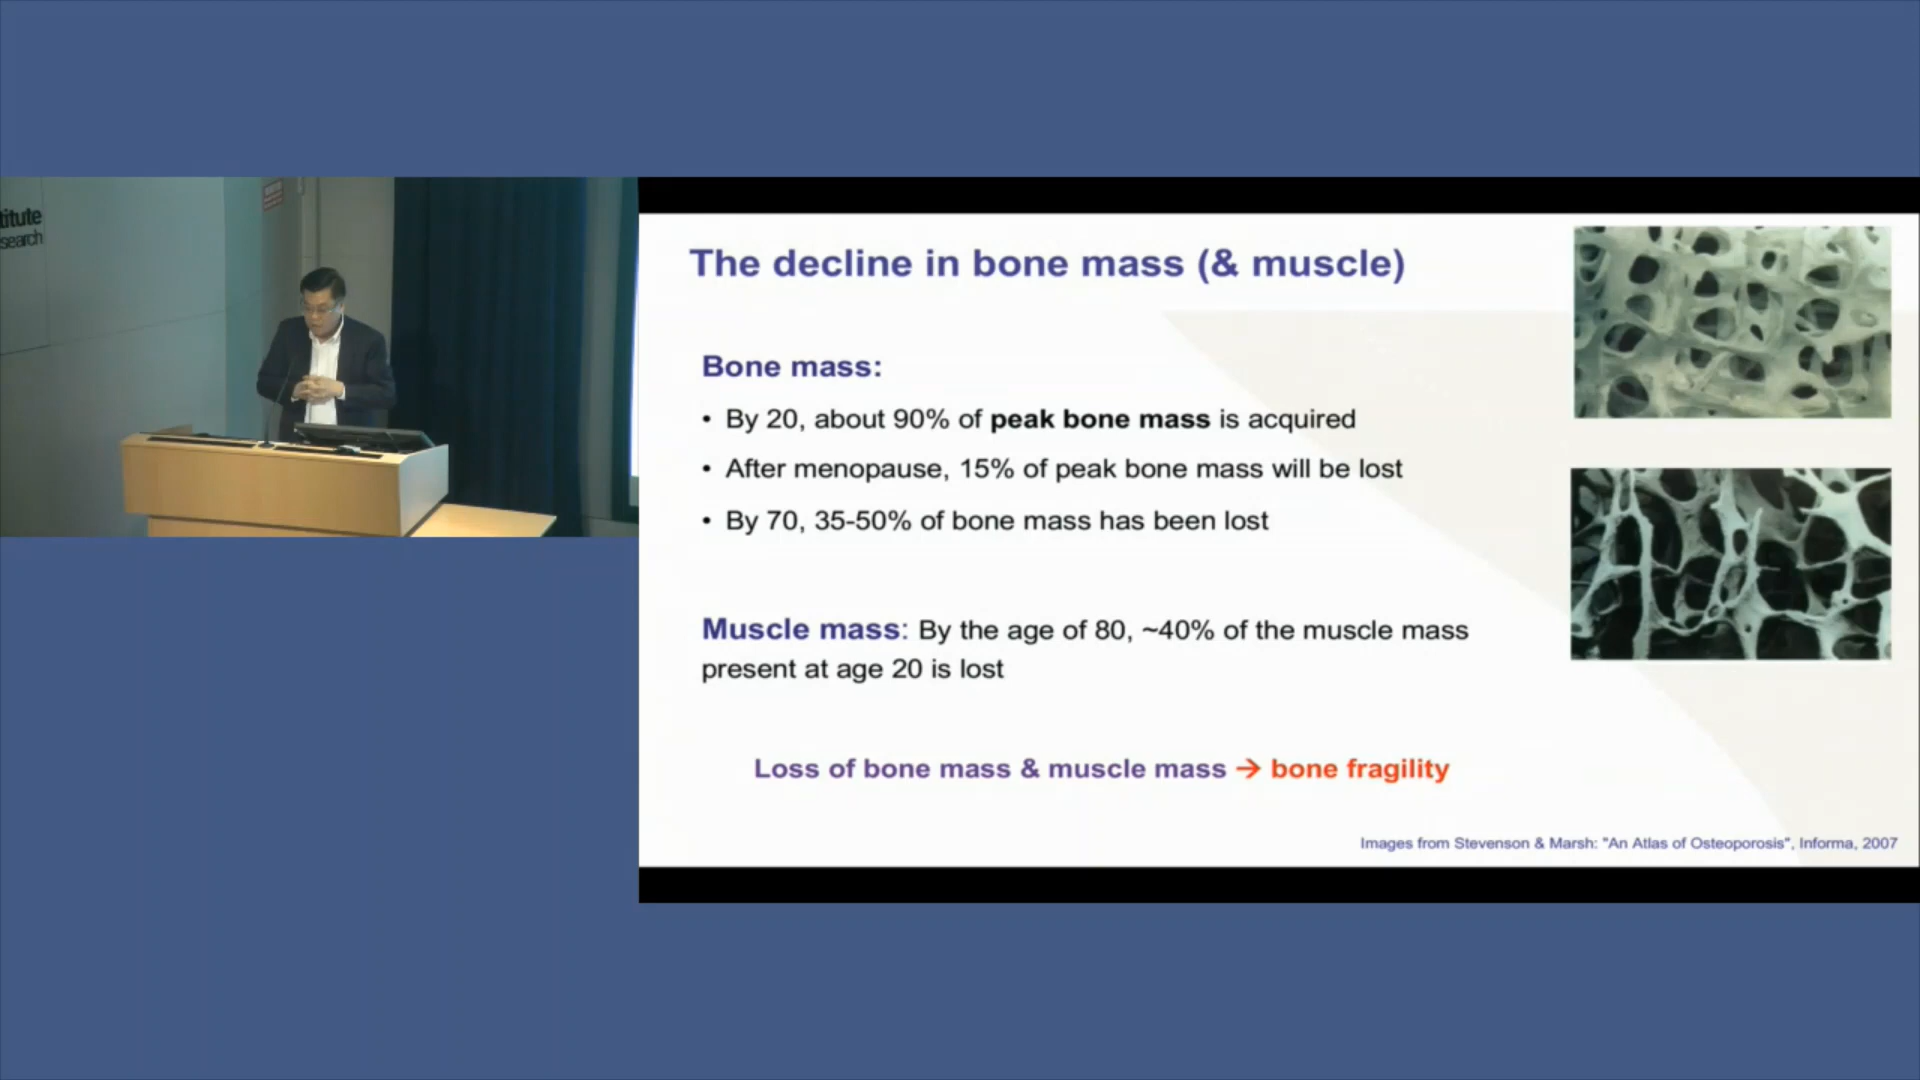 titute
search
The decline in bone mass (& muscle)
Bone mass:
• By 20, about 90% of peak bone mass is acquired
• After menopause, 15% of peak bone mass will be lost
• By 70, 35-50% of bone mass has been lost
Muscle mass: By the age of 80, ~40% of the muscle mass
present at age 20 is lost
Loss of bone mass & muscle mass → bone fragility
Images from Stevenson & Marsh: "An Atlas of Osteoporosis", Informa, 2007